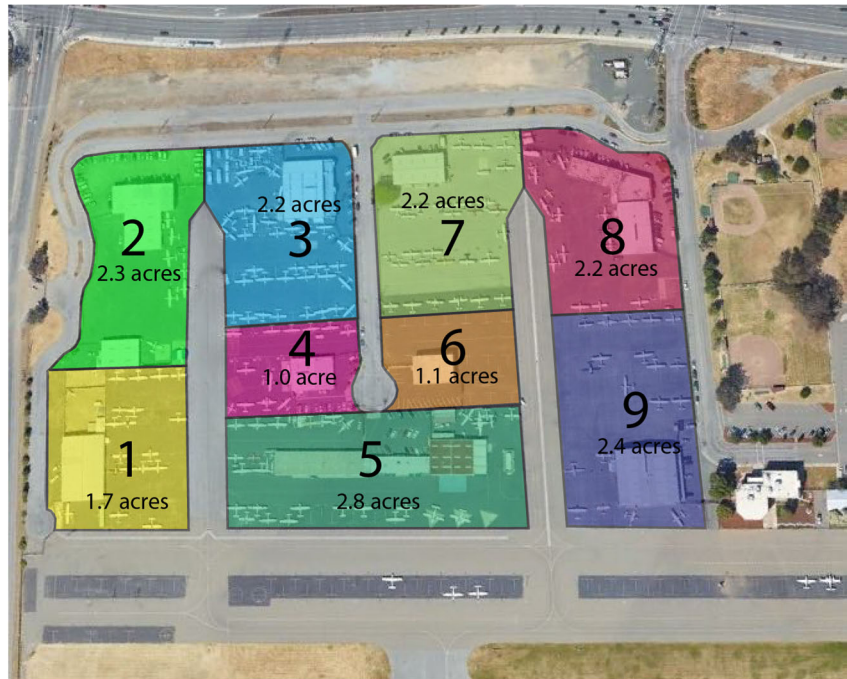 2
2.3 acres
2.2 acres
3
2.2 acres
7
8
2.2 acres
4
1.0 acre
6
1.1 acres
1
1.7 acres
5
2.8 acres
9
2.4 acres